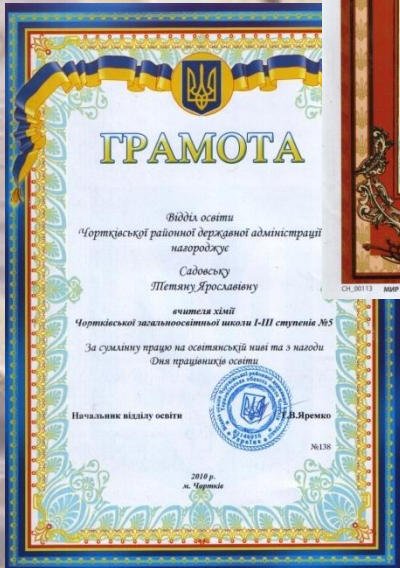 ГРАМОТА
Відділ освіти
Чортківської районної державної адміністрації
нагороджує
Садовську
Тетяну Ярославівну
вчителя хімії
Чортківської загальноосвітньої школи І-ІІІ ступенів №5
За сумлінну працю на освітянській ниві та з нагоди
Дня працівників освіти
Начальник відділу освіти
Т.В.Яремко
№138
2010 р.
м. Чортків
CH_00113 МИР